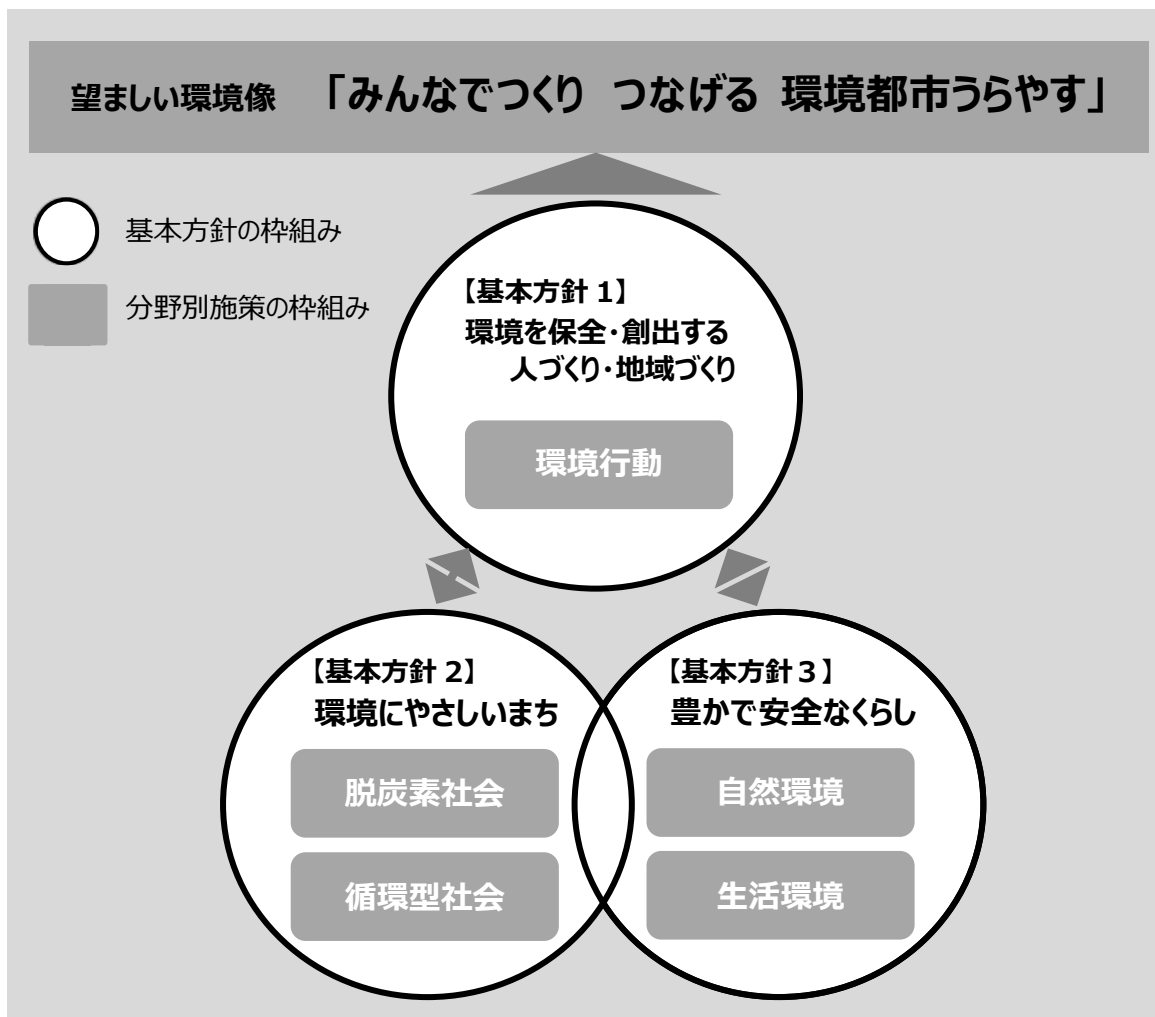 望ましい環境像 「みんなでつくり つなげる 環境都市うらやす」
基本方針の枠組み
分野別施策の枠組み
【基本方針 1】
環境を保全・創出する
人づくり・地域づくり
環境行動
【基本方針 2】
環境にやさしいまち
脱炭素社会
循環型社会
【基本方針３】
豊かで安全なくらし
自然環境
生活環境